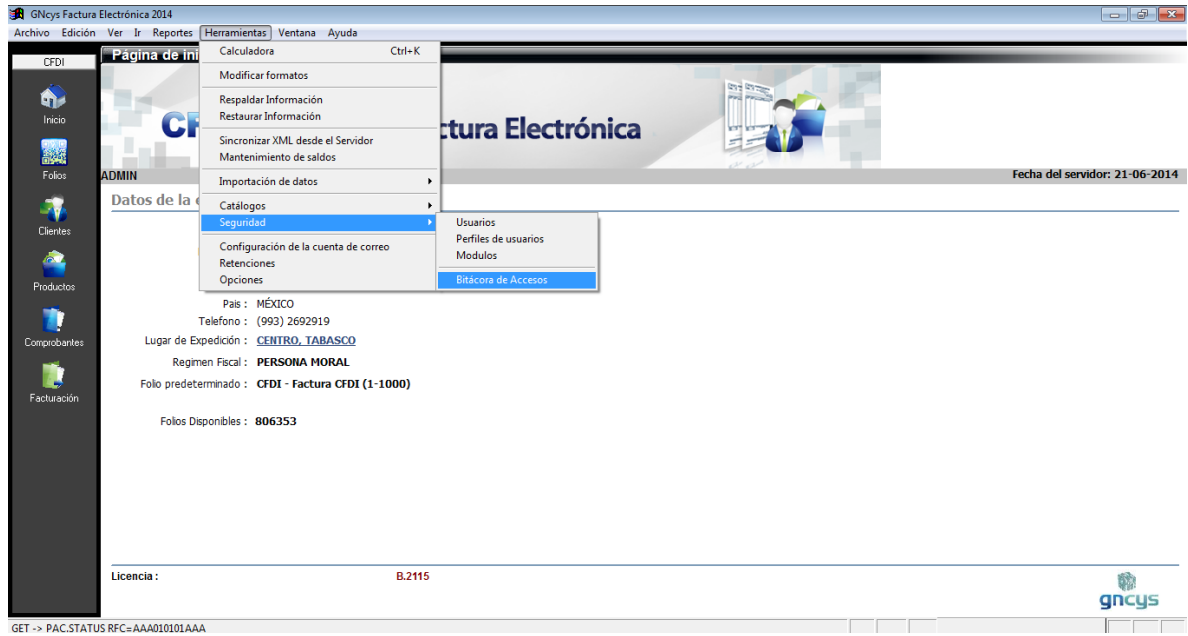 GNcys Factura Electrónica 2014
Archivo Edición Ver Ir Reportes Herramientas Ventana Ayuda
CFDI
Inicio
Folios
Clientes
Productos
Comprobantes
Facturación
Página de ini
ctura Electrónica
ADMIN
Fecha del servidor: 21-06-2014
Datos de la
Calculadora Ctrl+K
Modificar formatos
Respaldar Información
Restaurar Información
Sincronizar XML desde el Servidor
Mantenimiento de saldos
Importación de datos
Catálogos
Seguridad
Configuración de la cuenta de correo
Retenciones
Opciones
Usuarios
Perfiles de usuarios
Modulos
Bitácora de Accesos
Pais : MÉXICO
Telefono : (993) 2692919
Lugar de Expedición : CENTRO, TABASCO
Regimen Fiscal : PERSONA MORAL
Folio predeterminado : CFDI - Factura CFDI (1-1000)
Folios Disponibles : 806353
Licencia : B.2115
gncys
GET -> PAC.STATUS RFC=AAA010101AAA